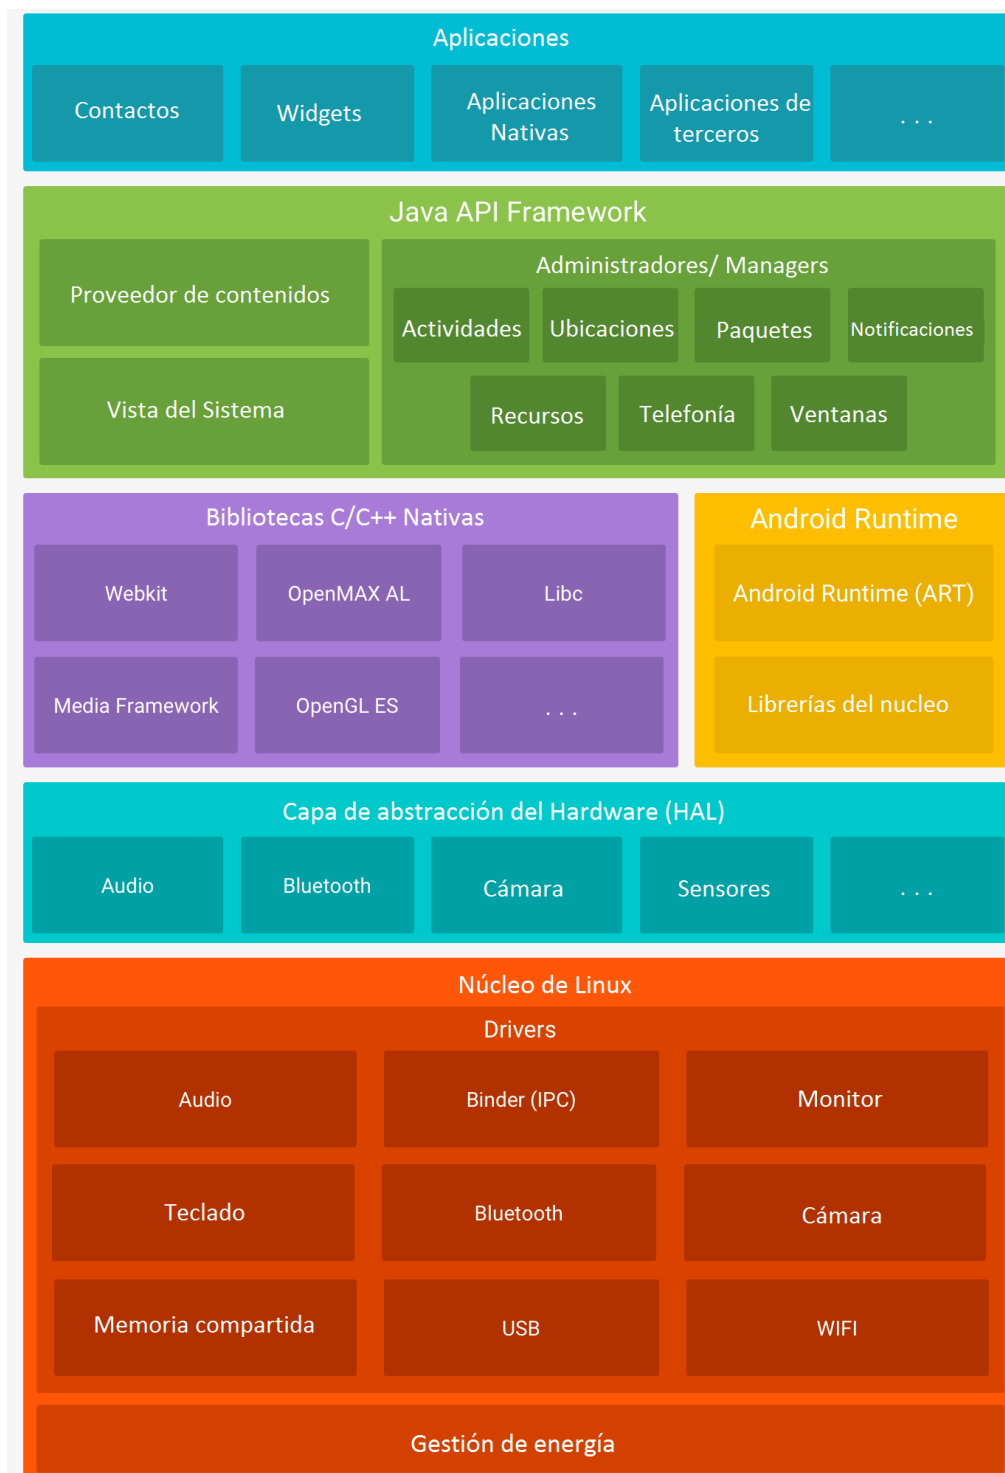 Aplicaciones
Contactos
Widgets
Aplicaciones
Nativas
Aplicaciones de
terceros
. . .
Java API Framework
Proveedor de contenidos
Vista del Sistema
Administradores/ Managers
Actividades
Ubicaciones
Paquetes
Notificaciones
Recursos
Telefonía
Ventanas
Bibliotecas C/C++ Nativas
Webkit
OpenMAX AL
Libc
Media Framework
OpenGL ES
. . .
Android Runtime
Android Runtime (ART)
Librerías del nucleo
Capa de abstracción del Hardware (HAL)
Audio
Bluetooth
Cámara
Sensores
. . .
Núcleo de Linux
Drivers
Audio
Binder (IPC)
Monitor
Teclado
Bluetooth
Cámara
Memoria compartida
USB
WIFI
Gestión de energía